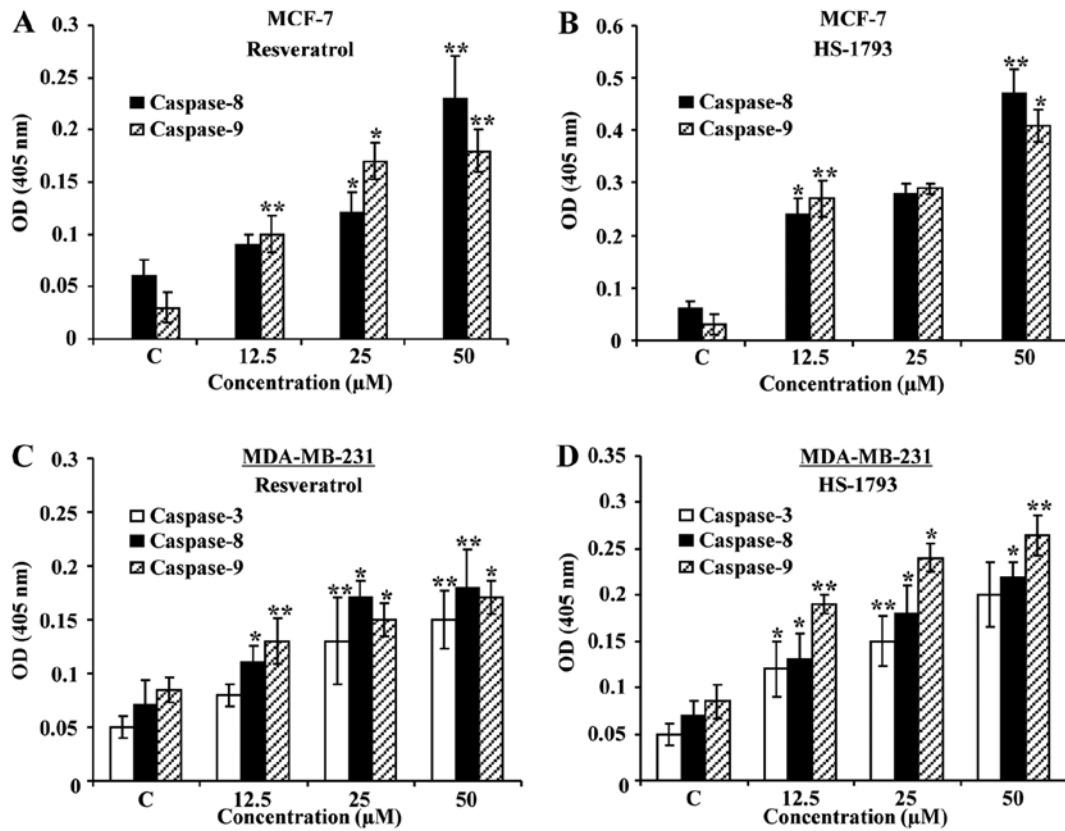 A
MCF-7
Resveratrol
0.3
0.25
0.2
0.15
0.1
0.05
0
OD (405 nm)
Caspase-8
Caspase-9
**
*
*
**
**
C 12.5 25 50
Concentration (µM)
B
MCF-7
HS-1793
0.6
0.5
0.4
0.3
0.2
0.1
0
OD (405 nm)
Caspase-8
Caspase-9
*
**
**
*
C 12.5 25 50
Concentration (µM)
C
MDA-MB-231
Resveratrol
0.3
0.25
0.2
0.15
0.1
0.05
0
OD (405 nm)
Caspase-3
Caspase-8
Caspase-9
*
**
**
*
*
**
**
*
C 12.5 25 50
Concentration (µM)
D
MDA-MB-231
HS-1793
0.35
0.3
0.25
0.2
0.15
0.1
0.05
0
OD (405 nm)
Caspase-3
Caspase-8
Caspase-9
*
*
**
**
*
*
*
**
C 12.5 25 50
Concentration (µM)